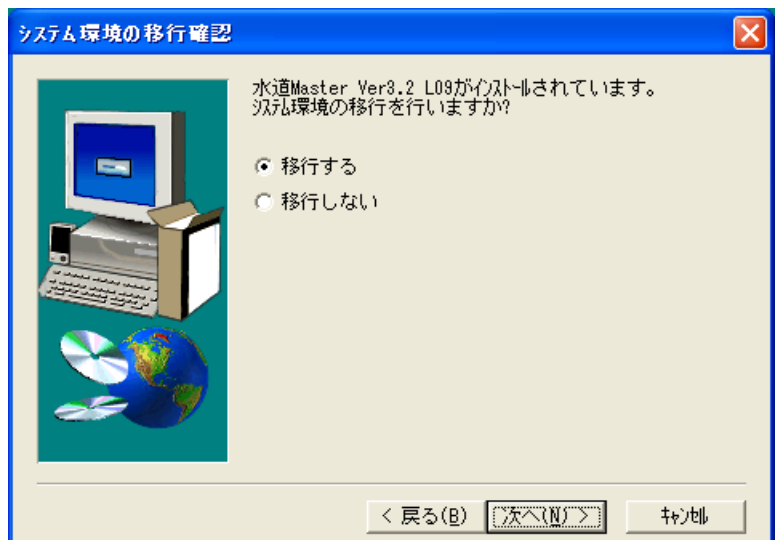 システム環境の移行確認
水道Master Ver3.2 L09がｲﾝｽﾄｰﾙされています。
ｼｽﾃﾑ環境の移行を行いますか?
移行する
移行しない
< 戻る(B)
次へ(N) >
ｷｬﾝｾﾙ